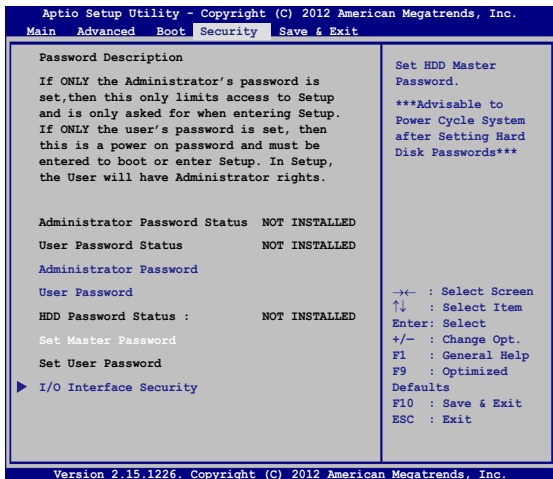 Aptio Setup Utility - Copyright (C) 2012 American Megatrends, Inc.
Main Advanced Boot Security Save & Exit
Password Description
If ONLY the Administrator's password is
set,then this only limits access to Setup
and is only asked for when entering Setup.
If ONLY the user's password is set, then
this is a power on password and must be
entered to boot or enter Setup. In Setup,
the User will have Administrator rights.
Administrator Password Status NOT INSTALLED
User Password Status NOT INSTALLED
Administrator Password
User Password
HDD Password Status : NOT INSTALLED
Set Master Password
Set User Password
I/O Interface Security
Set HDD Master
Password.
***Advisable to
Power Cycle System
after Setting Hard
Disk Passwords***
→← : Select Screen
↑↓ : Select Item
Enter: Select
+/— : Change Opt.
F1 : General Help
F9 : Optimized
Defaults
F10 : Save & Exit
ESC : Exit
Version 2.15.1226. Copyright (C) 2012 American Megatrends, Inc.